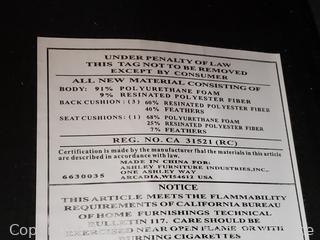 UNDER PENALTY OF LAW
THIS TAG NOT TO BE REMOVED
EXCEPT BY CONSUMER
ALL NEW MATERIAL CONSISTING OF
BODY: 91% POLYURETHANE FOAM
9% RESINATED POLYESTER FIBER
BACK CUSHION: (3) 60% RESINATED POLYESTER FIBER
40% FEATHERS
SEAT CUSHIONS: (1) 68% POLYURETHANE FOAM
25% RESINATED POLYESTER FIBER
7% FEATHERS
REG. NO. CA 31521 (RC)
Certification is made by the manufacturer that the materials in this article
are described in accordance with law.
MADE IN CHINA FOR:
ASHLEY FURNITURE INDUSTRIES, INC.
6630035 ONE ASHLEY WAY
ARCADIA, WI54612 USA
NOTICE
THIS ARTICLE MEETS THE FLAMMABILITY
REQUIREMENTS OF CALIFORNIA BUREAU
OF HOME FURNISHINGS TECHNICAL
BULLETIN 117. CARE SHOULD BE
EXERCISED NEAR OPEN FLAME OR WITH
BURNING CIGARETTES